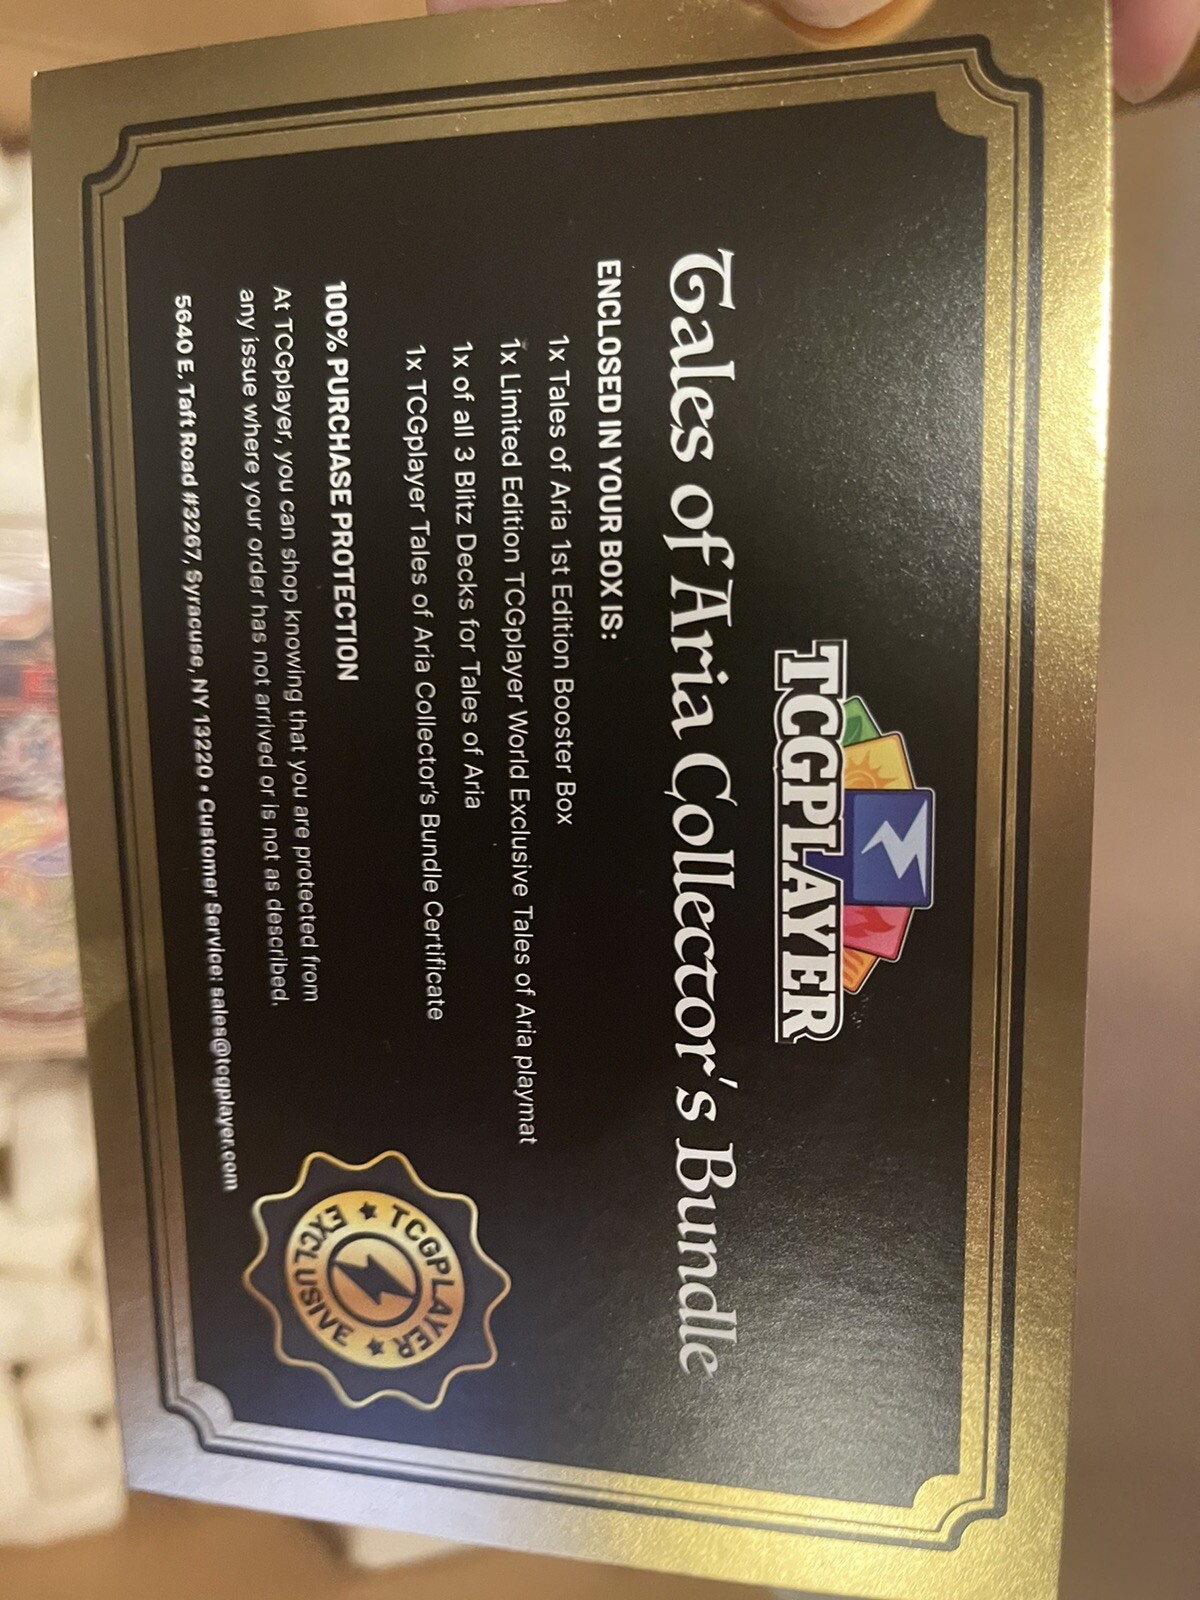 TCGPLAYER
Tales of Aria Collector's Bundle
ENCLOSED IN YOUR BOX IS:
1x Tales of Aria 1st Edition Booster Box
1x Limited Edition TCGplayer World Exclusive Tales of Aria playmat
1x of all 3 Blitz Decks for Tales of Aria
1x TCGplayer Tales of Aria Collector's Bundle Certificate
100% PURCHASE PROTECTION
At TCGplayer, you can shop knowing that you are protected from
any issue where your order has not arrived or is not as described.
5640 E. Taft Road #3267, Syracuse, NY 13220 • Customer Service: sales@tcgplayer.com
TCGPLAYER
EXCLUSIVE